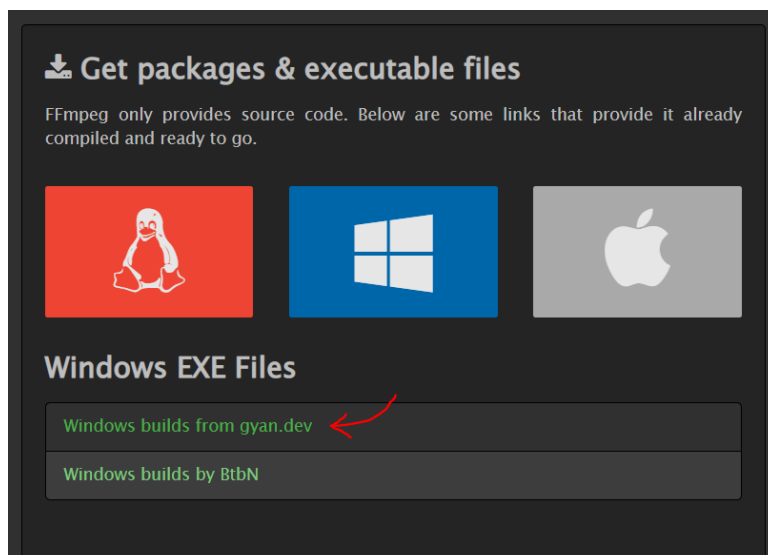 Get packages & executable files
FFmpeg only provides source code. Below are some links that provide it already
compiled and ready to go.
Windows EXE Files
Windows builds from gyan.dev
Windows builds by BtbN